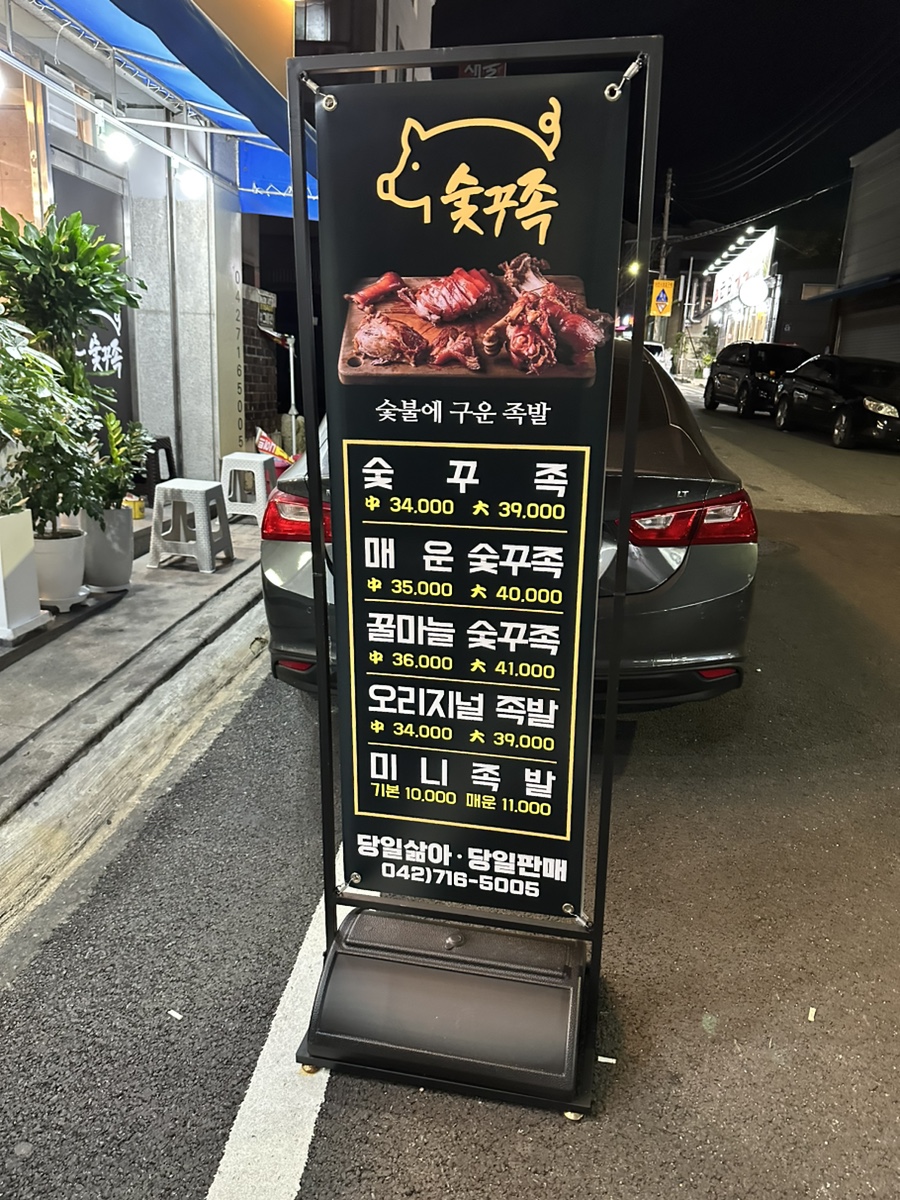 숯꾸족
숯불에 구운 족발
숯 꾸 족
中 34.000 大 39.000
매 운 숯꾸족
中 35.000 大 40.000
꿀마늘 숯꾸족
中 36.000 大 41.000
오리지널 족발
中 34.000 大 39.000
미 니 족 발
기본 10.000 매운 11.000
당일삶아·당일판매
042)716-5005
숯꾸족
0427165005
LT